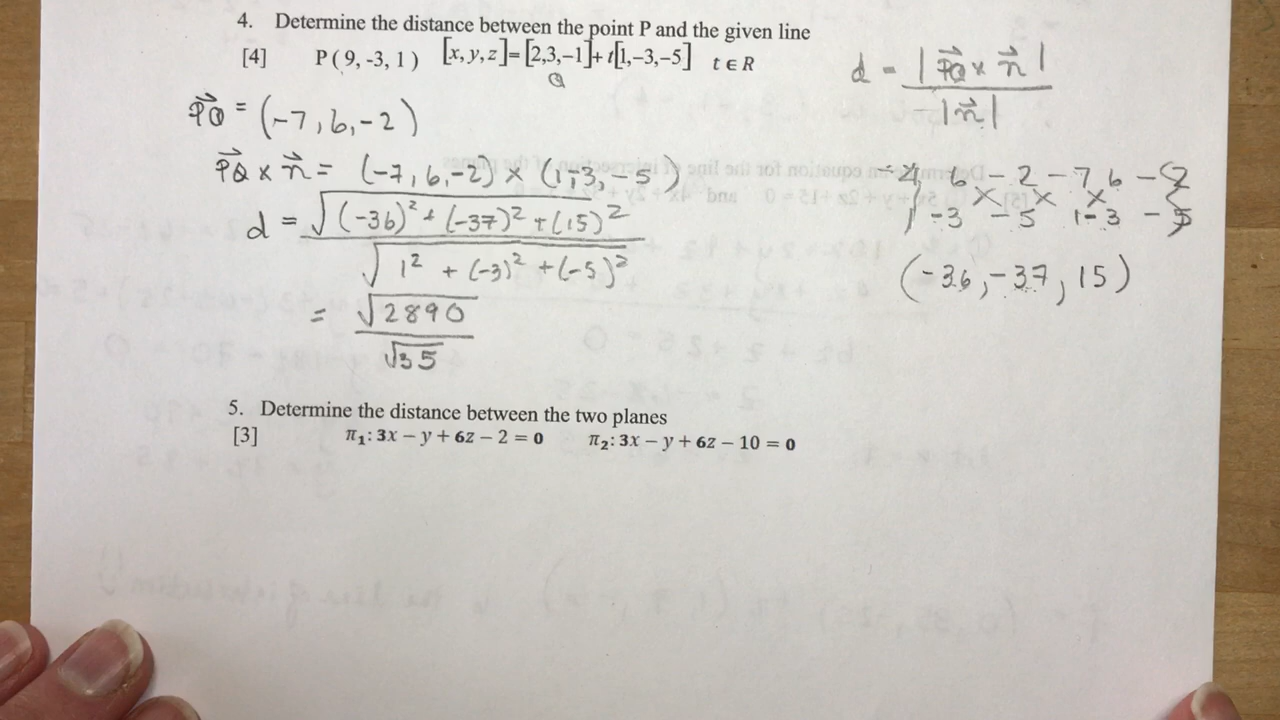 4. Determine the distance between the point P and the given line
[4] P( 9, -3, 1 ) [x, y, z]=[2,3,−1]+ t[1,−3,−5] t ∈ R
Q
d = |PQ⃗ × n⃗| / |n⃗|
PQ⃗ = (-7, 6, -2)
PQ⃗ × n⃗ = (-7, 6, -2) × (1, -3, -5)
-7 6 -2 -7 6 -2
1 -3 -5 1 -3 -5
d = √(-36)² + (-37)² + (15)² / √1² + (-3)² + (-5)²
(-36, -37, 15)
= √2890 / √35
5. Determine the distance between the two planes
[3] π₁: 3x − y + 6z − 2 = 0 π₂: 3x − y + 6z − 10 = 0